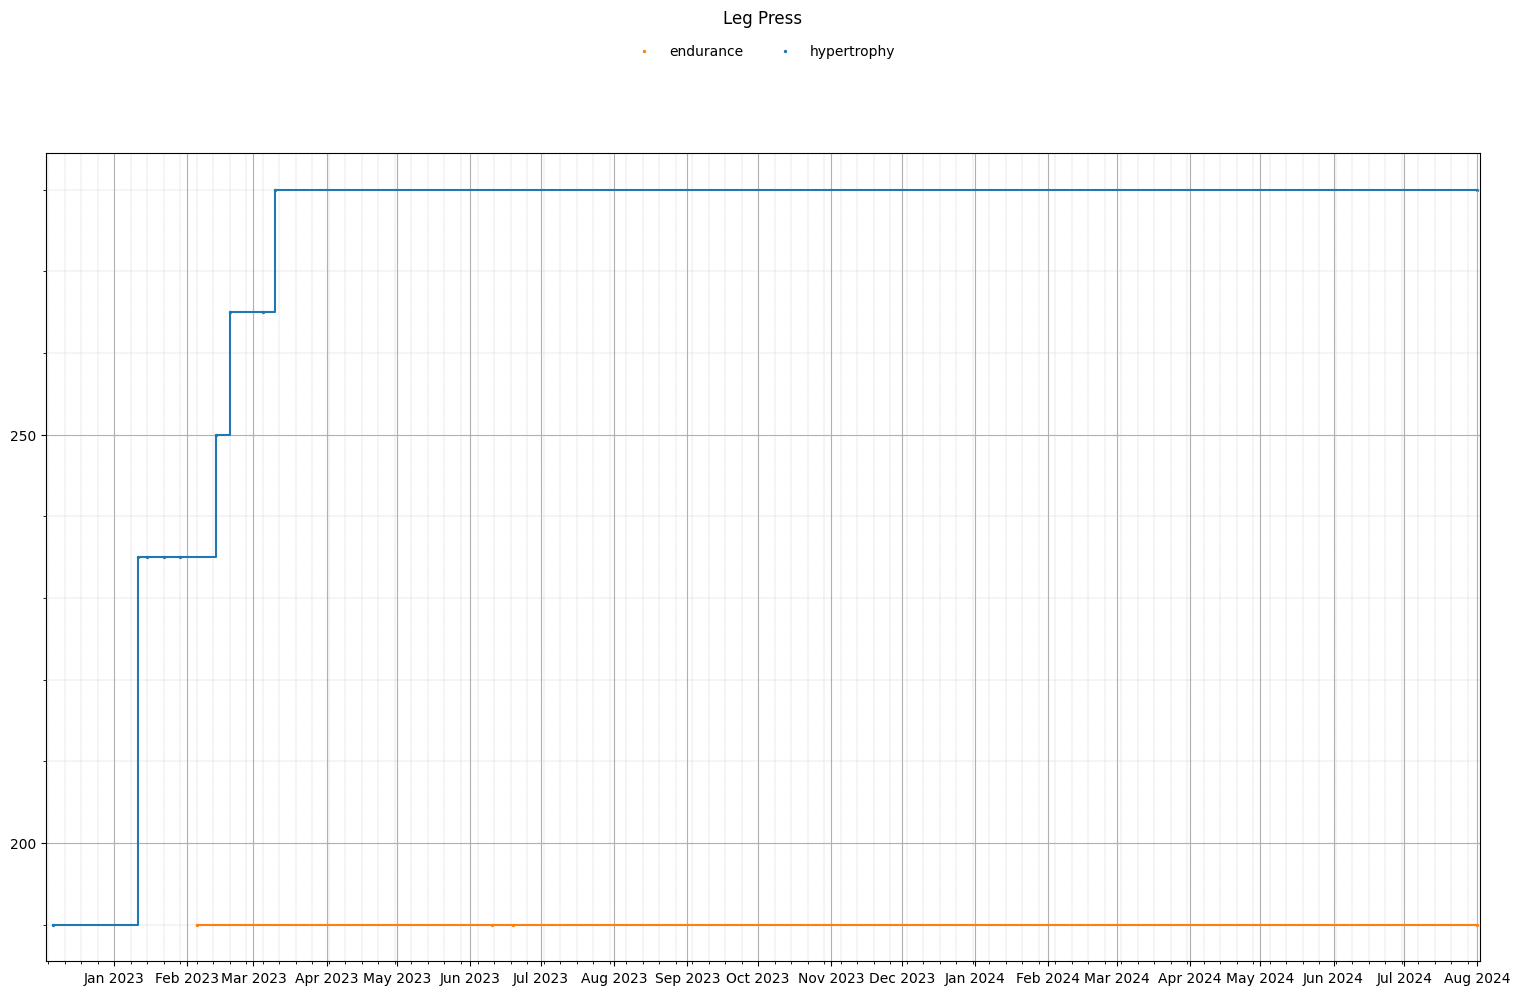 Leg Press
endurance hypertrophy
250
200
Jan 2023 Feb 2023 Mar 2023 Apr 2023 May 2023 Jun 2023 Jul 2023 Aug 2023 Sep 2023 Oct 2023 Nov 2023 Dec 2023 Jan 2024 Feb 2024 Mar 2024 Apr 2024 May 2024 Jun 2024 Jul 2024 Aug 2024